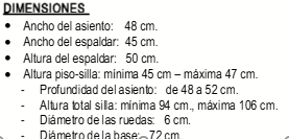 DIMENSIONES
• Ancho del asiento: 48 cm.
• Ancho del espaldar: 45 cm.
• Altura del espaldar: 50 cm.
• Altura piso-silla: mínima 45 cm – máxima 47 cm.
- Profundidad del asiento: de 48 a 52 cm.
- Altura total silla: mínima 94 cm., máxima 106 cm.
- Diámetro de las ruedas: 6 cm.
- Diámetro de la base: 72 cm.